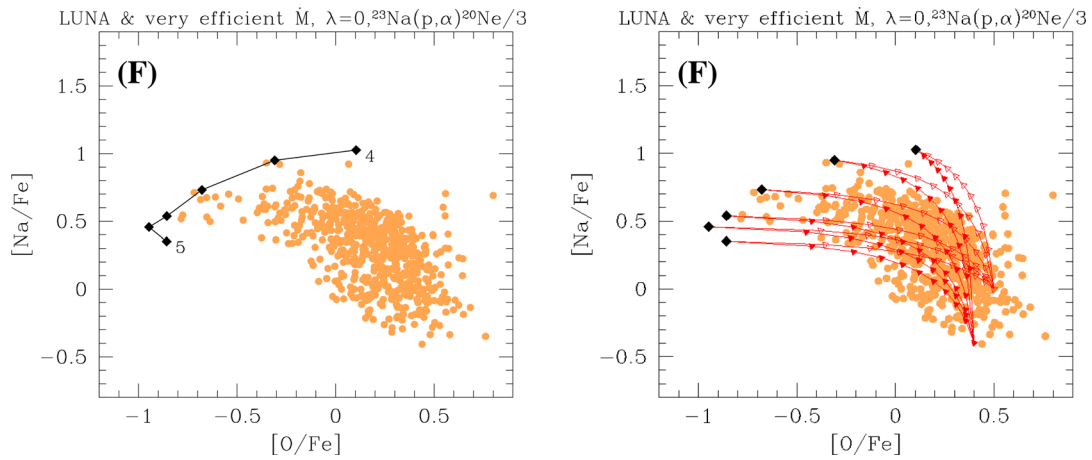 LUNA & very efficient Ṁ, λ=0,²³Na(p,α)²⁰Ne/3
(F)
1.5
1
0.5
0
−0.5
[Na/Fe]
4
5
−1
−0.5
0
0.5
[O/Fe]
LUNA & very efficient Ṁ, λ=0,²³Na(p,α)²⁰Ne/3
(F)
1.5
1
0.5
0
−0.5
[Na/Fe]
−1
−0.5
0
0.5
[O/Fe]